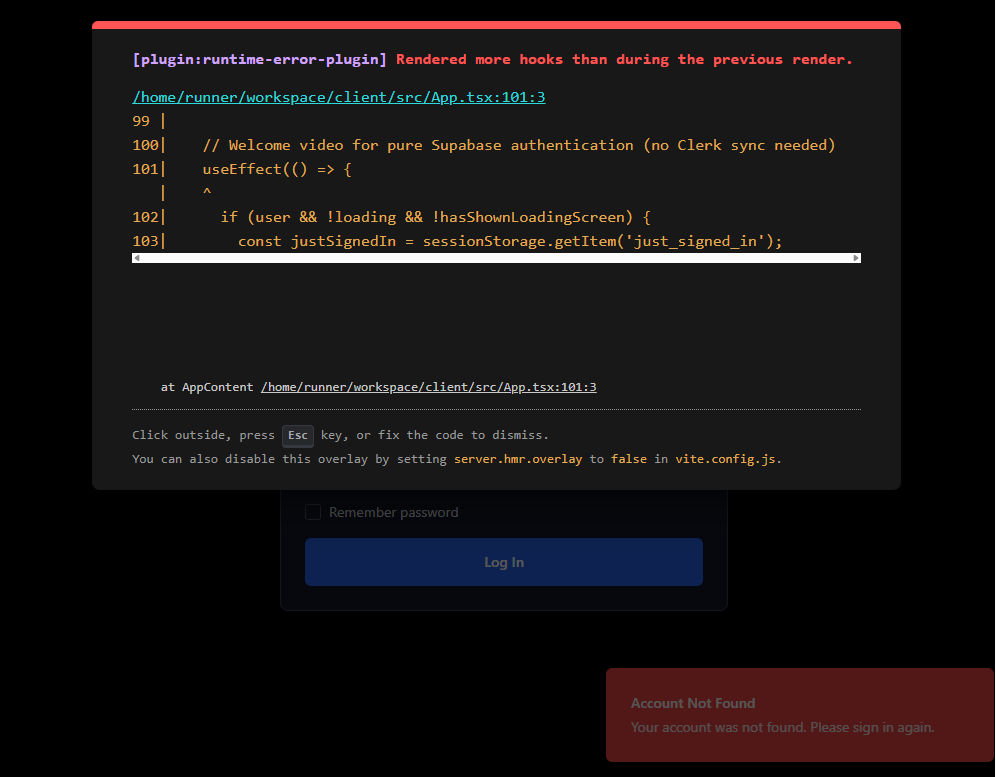 [plugin:runtime-error-plugin] Rendered more hooks than during the previous render.
/home/runner/workspace/client/src/App.tsx:101:3
99 |
100|    // Welcome video for pure Supabase authentication (no Clerk sync needed)
101|    useEffect(() => {
   |    ^
102|      if (user && !loading && !hasShownLoadingScreen) {
103|        const justSignedIn = sessionStorage.getItem('just_signed_in');
at AppContent /home/runner/workspace/client/src/App.tsx:101:3
Click outside, press Esc key, or fix the code to dismiss.
You can also disable this overlay by setting server.hmr.overlay to false in vite.config.js.
Remember password
Log In
Account Not Found
Your account was not found. Please sign in again.